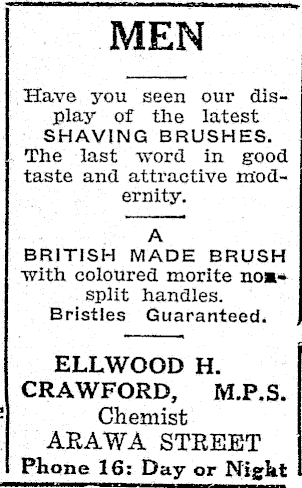 MEN
Have you seen our dis-
play of the latest
SHAVING BRUSHES.
The last word in good
taste and attractive mod-
ernity.
A
BRITISH MADE BRUSH
with coloured morite non-
split handles.
Bristles Guaranteed.
ELLWOOD H.
CRAWFORD, M.P.S.
Chemist
ARAWA STREET
Phone 16: Day or Night